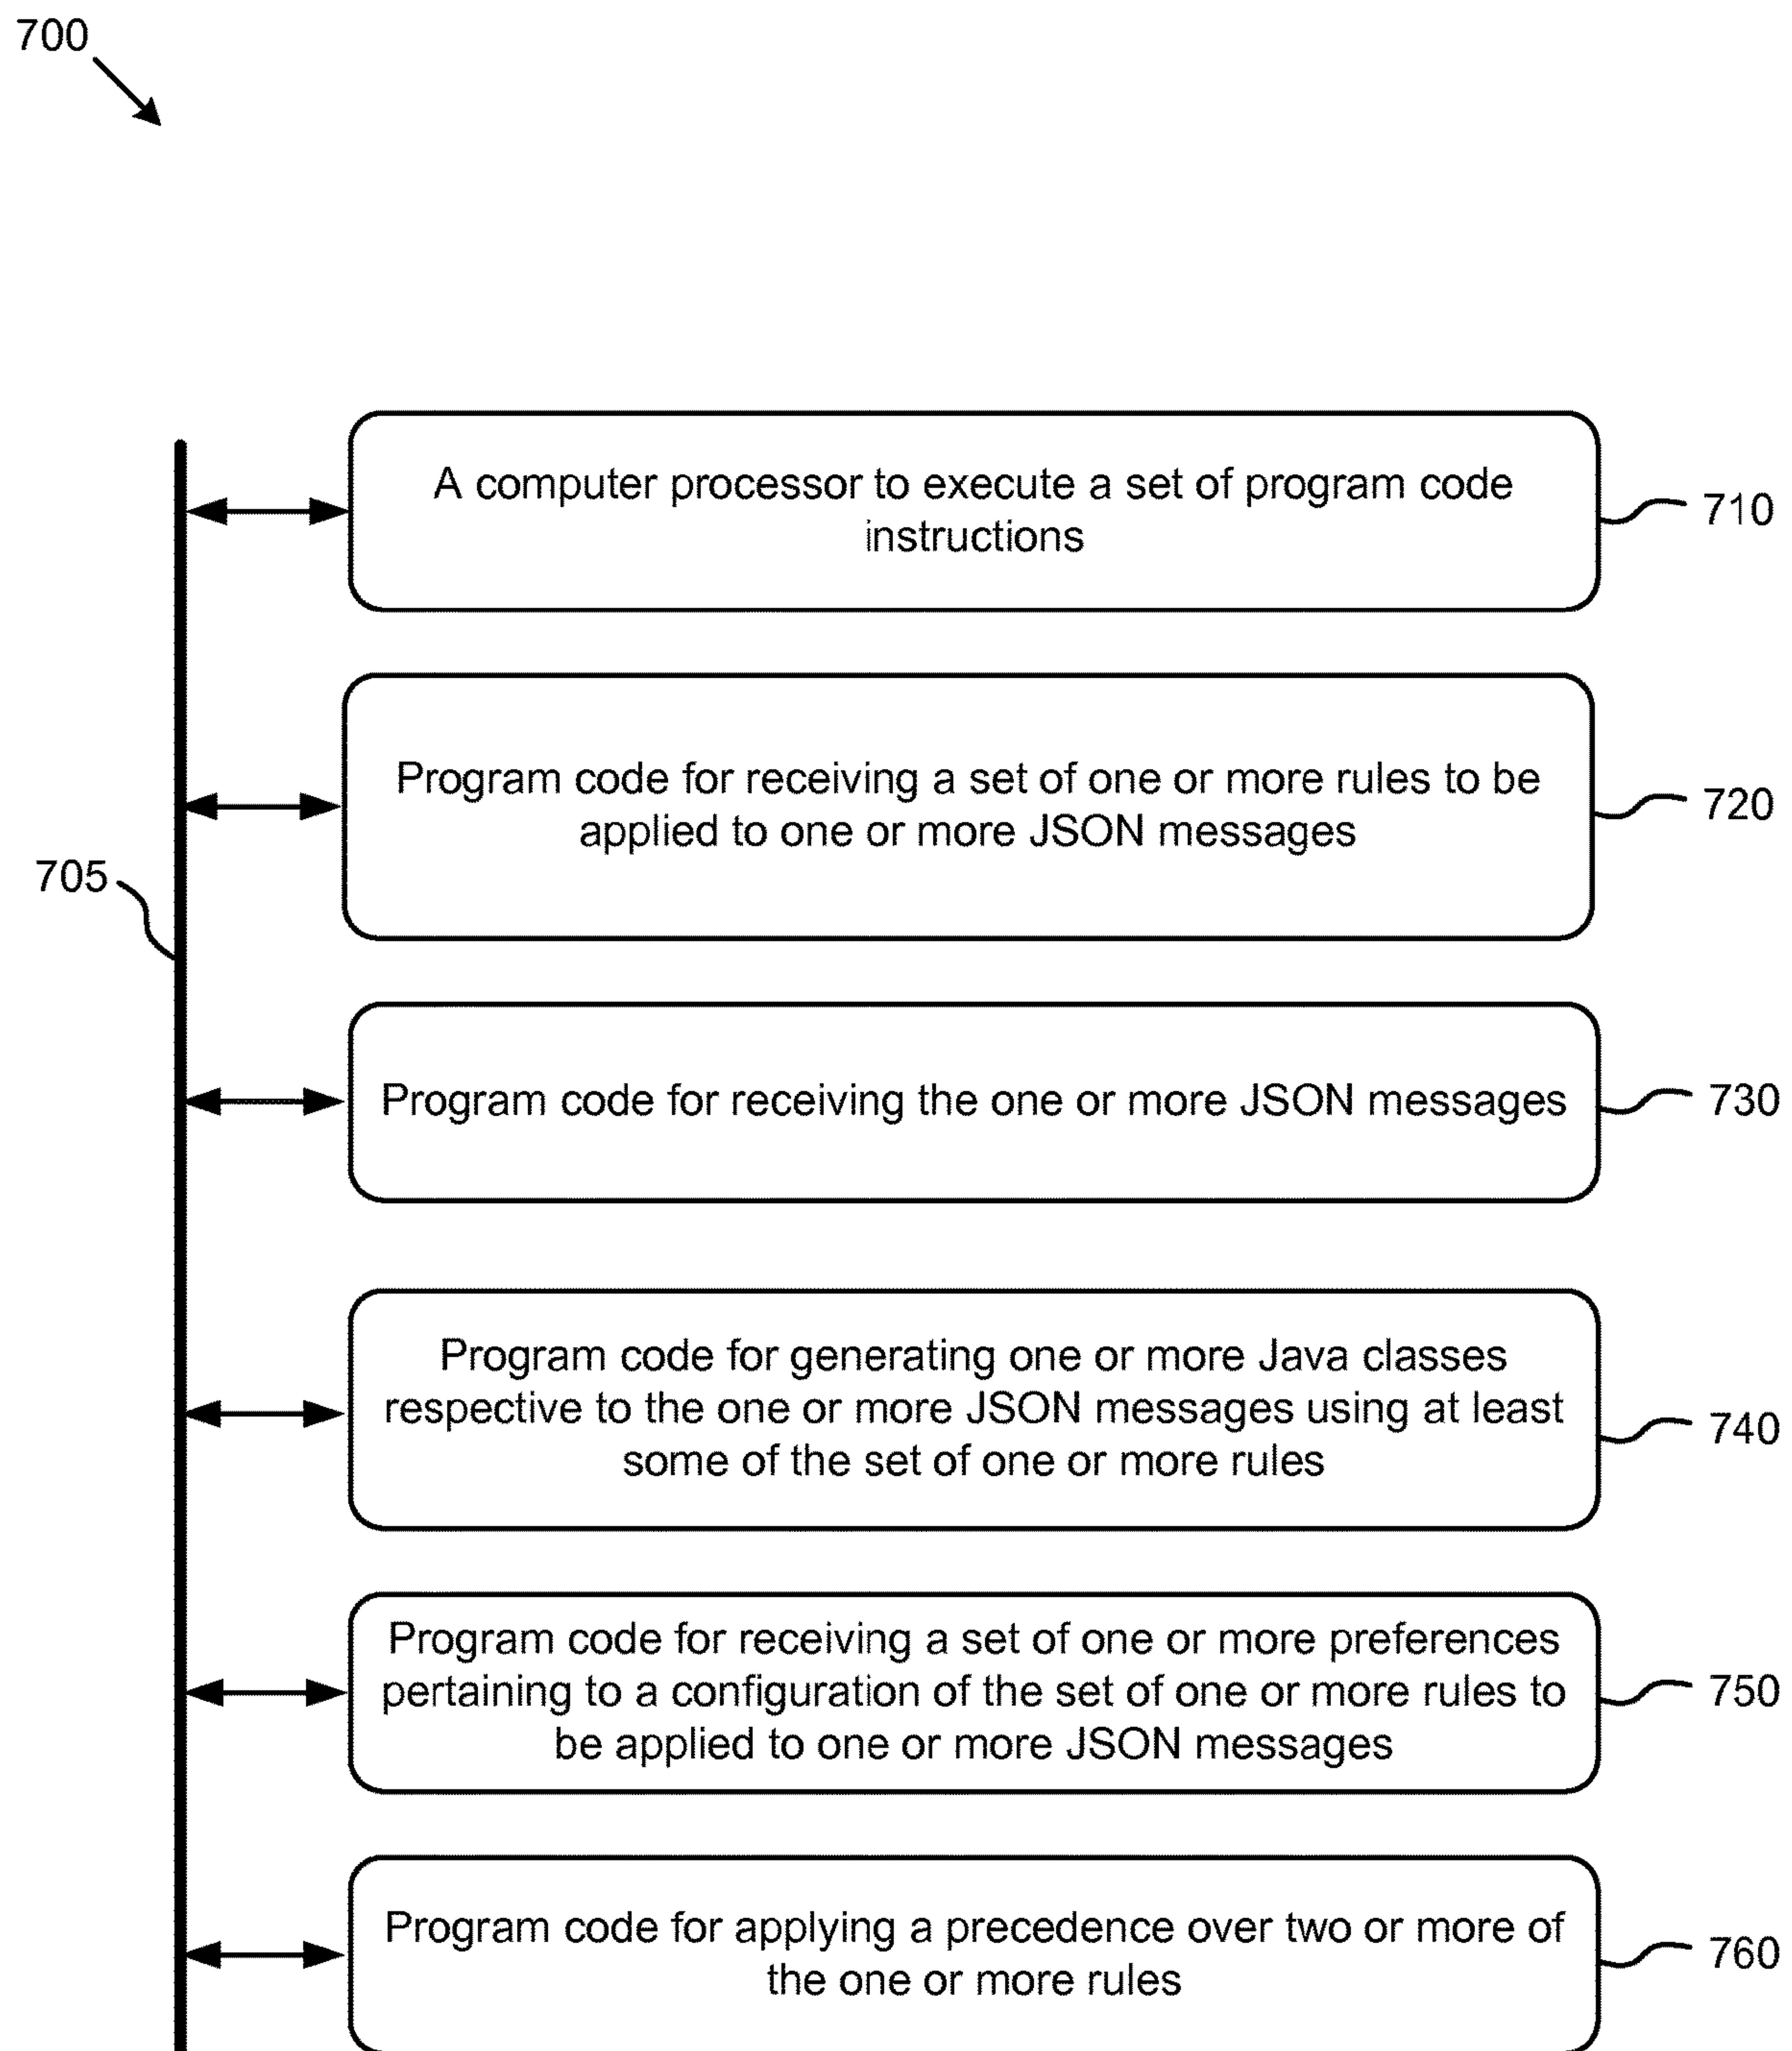 700
A computer processor to execute a set of program code
instructions
710
Program code for receiving a set of one or more rules to be
applied to one or more JSON messages
720
705
Program code for receiving the one or more JSON messages
730
Program code for generating one or more Java classes
respective to the one or more JSON messages using at least
some of the set of one or more rules
740
Program code for receiving a set of one or more preferences
pertaining to a configuration of the set of one or more rules to
be applied to one or more JSON messages
750
Program code for applying a precedence over two or more of
the one or more rules
760